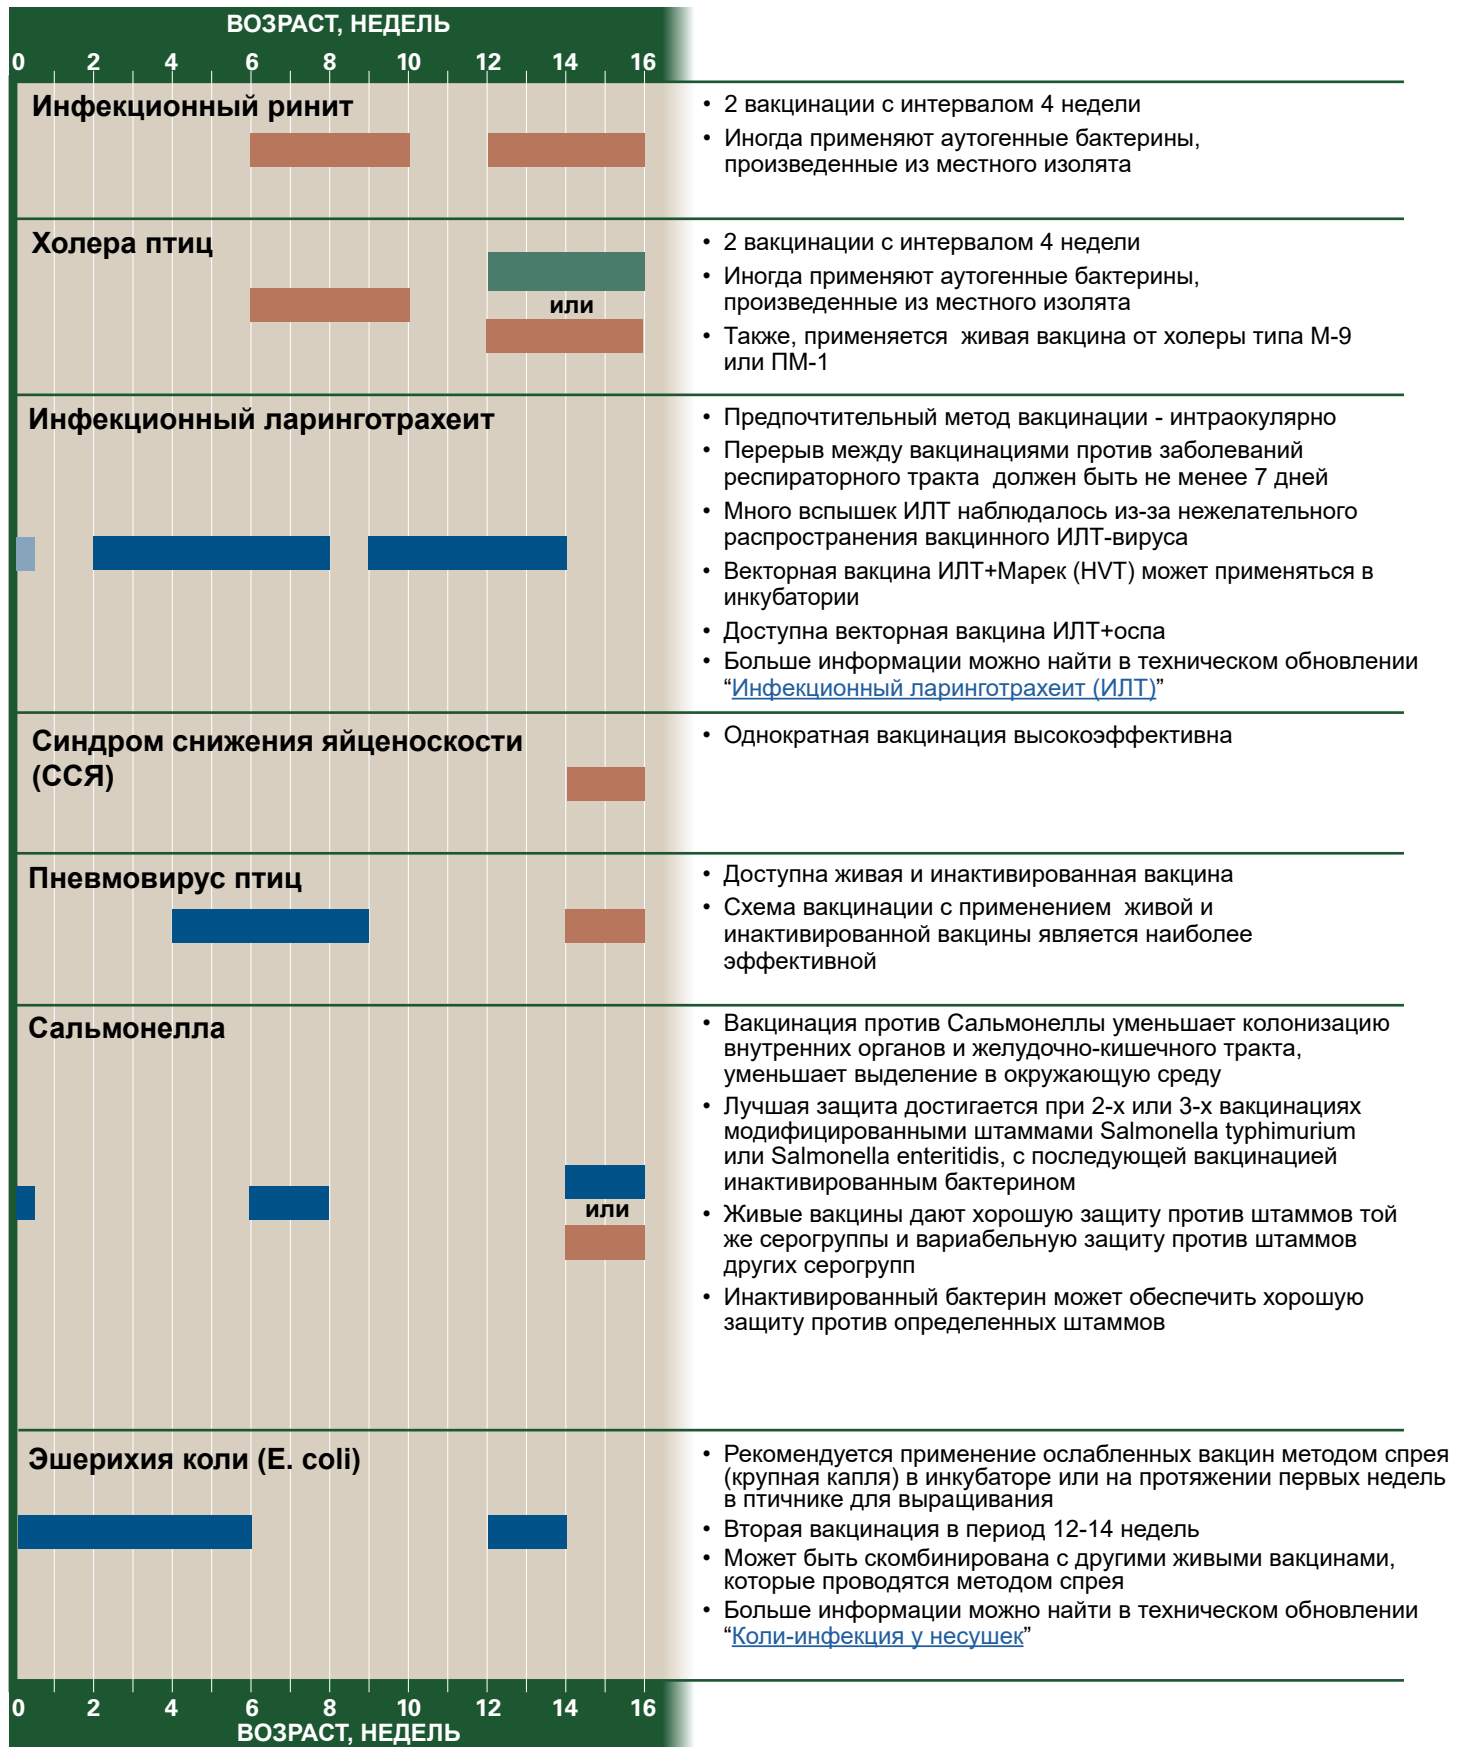 ВОЗРАСТ, НЕДЕЛЬ
0 2 4 6 8 10 12 14 16
Инфекционный ринит
• 2 вакцинации с интервалом 4 недели
• Иногда применяют аутогенные бактерины,
произведенные из местного изолята
Холера птиц
или
• 2 вакцинации с интервалом 4 недели
• Иногда применяют аутогенные бактерины,
произведенные из местного изолята
• Также, применяется живая вакцина от холеры типа М-9
или ПМ-1
Инфекционный ларинготрахеит
• Предпочтительный метод вакцинации - интраокулярно
• Перерыв между вакцинациями против заболеваний
респираторного тракта должен быть не менее 7 дней
• Много вспышек ИЛТ наблюдалось из-за нежелательного
распространения вакцинного ИЛТ-вируса
• Векторная вакцина ИЛТ+Марек (HVT) может применяться в
инкубатории
• Доступна векторная вакцина ИЛТ+оспа
• Больше информации можно найти в техническом обновлении
“Инфекционный ларинготрахеит (ИЛТ)”
Синдром снижения яйценоскости
(ССЯ)
• Однократная вакцинация высокоэффективна
Пневмовирус птиц
• Доступна живая и инактивированная вакцина
• Схема вакцинации с применением живой и
инактивированной вакцины является наиболее
эффективной
Сальмонелла
или
• Вакцинация против Сальмонеллы уменьшает колонизацию
внутренних органов и желудочно-кишечного тракта,
уменьшает выделение в окружающую среду
• Лучшая защита достигается при 2-х или 3-х вакцинациях
модифицированными штаммами Salmonella typhimurium
или Salmonella enteritidis, с последующей вакцинацией
инактивированным бактерином
• Живые вакцины дают хорошую защиту против штаммов той
же серогруппы и вариабельную защиту против штаммов
других серогрупп
• Инактивированный бактерин может обеспечить хорошую
защиту против определенных штаммов
Эшерихия коли (E. coli)
• Рекомендуется применение ослабленных вакцин методом спрея
(крупная капля) в инкубаторе или на протяжении первых недель
в птичнике для выращивания
• Вторая вакцинация в период 12-14 недель
• Может быть скомбинирована с другими живыми вакцинами,
которые проводятся методом спрея
• Больше информации можно найти в техническом обновлении
“Коли-инфекция у несушек”
0 2 4 6 8 10 12 14 16
ВОЗРАСТ, НЕДЕЛЬ